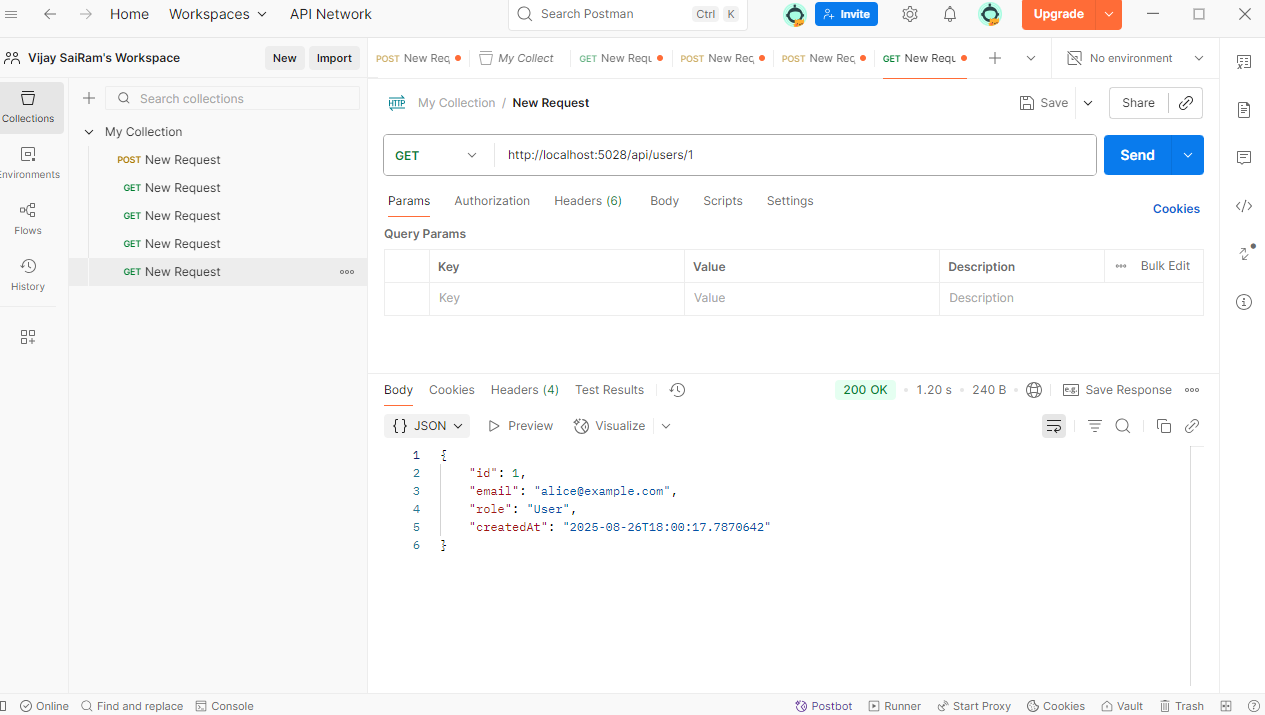 Home Workspaces API Network Search Postman Ctrl K Invite Upgrade
Vijay SaiRam's Workspace New Import POST New Req My Collect GET New Requ POST New Rec POST New Rec GET New Requ No environment
Collections
Environments
Flows
History
Search collections
My Collection
POST New Request
GET New Request
GET New Request
GET New Request
GET New Request
HTTP My Collection / New Request Save Share
GET http://localhost:5028/api/users/1 Send
Params Authorization Headers (6) Body Scripts Settings Cookies
Query Params
Key Value Description Bulk Edit
Key Value Description
Body Cookies Headers (4) Test Results 200 OK • 1.20 s • 240 B • e.g. Save Response
{} JSON Preview Visualize
1 {
2 "id": 1,
3 "email": "alice@example.com",
4 "role": "User",
5 "createdAt": "2025-08-26T18:00:17.7870642"
6 }
Online Find and replace Console Postbot Runner Start Proxy Cookies Vault Trash